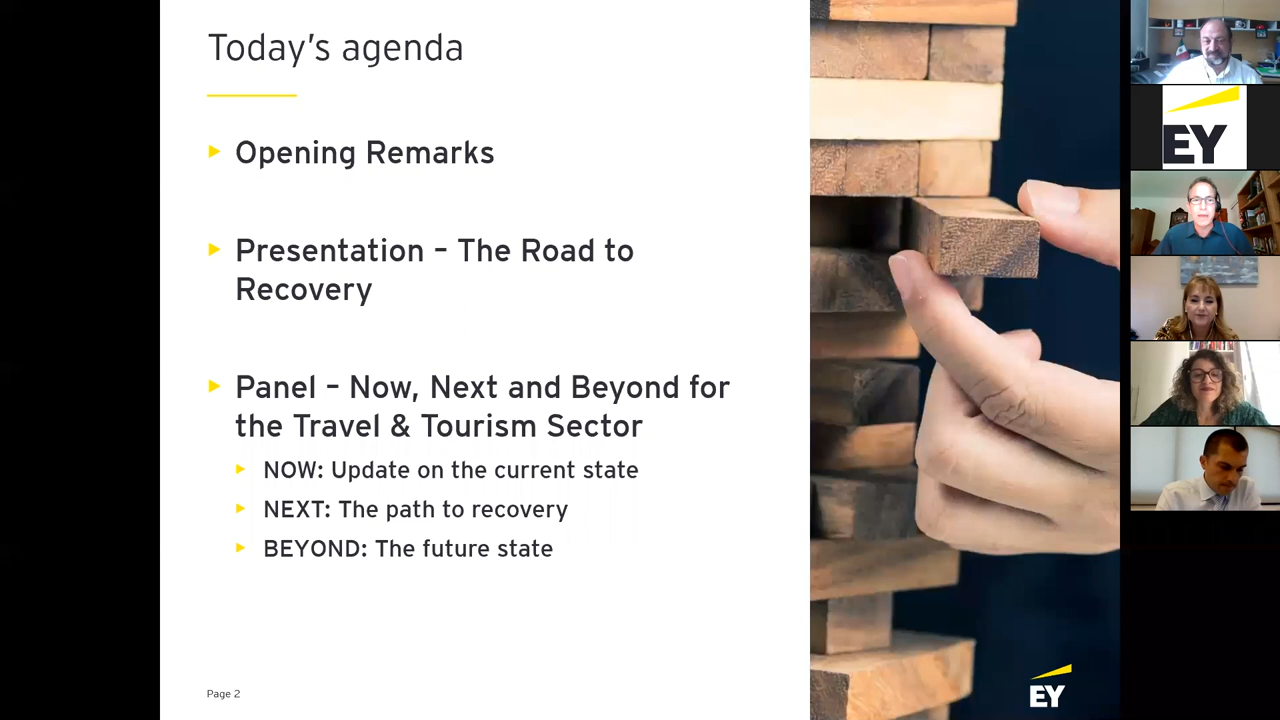 Today's agenda
Opening Remarks
Presentation – The Road to
Recovery
Panel – Now, Next and Beyond for
the Travel & Tourism Sector
NOW: Update on the current state
NEXT: The path to recovery
BEYOND: The future state
Page 2
EY
EY